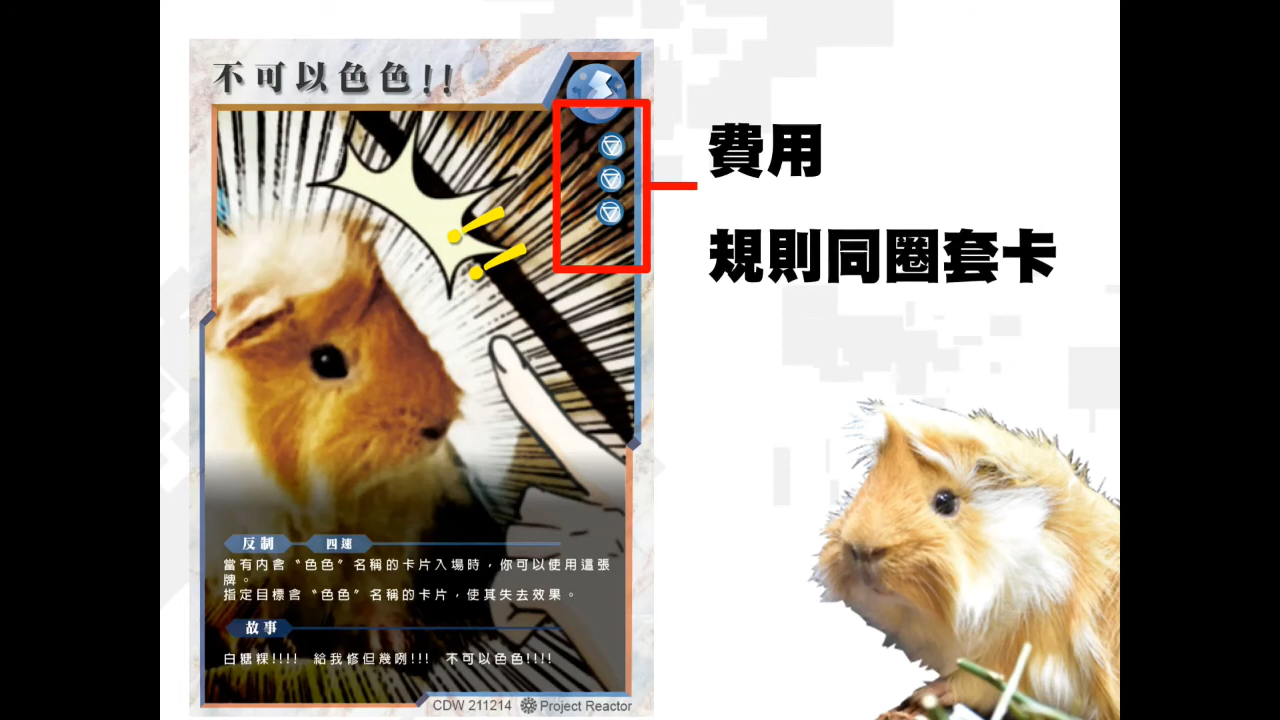 不可以色色!!
費用
規則同圈套卡
反制 四速
當有內含“色色”名稱的卡片入場時，你可以使用這張
牌。
指定目標含“色色”名稱的卡片，使其失去效果。
故事
白糖粿!!!! 給我修但幾咧!!! 不可以色色!!!!
CDW 211214 Project Reactor